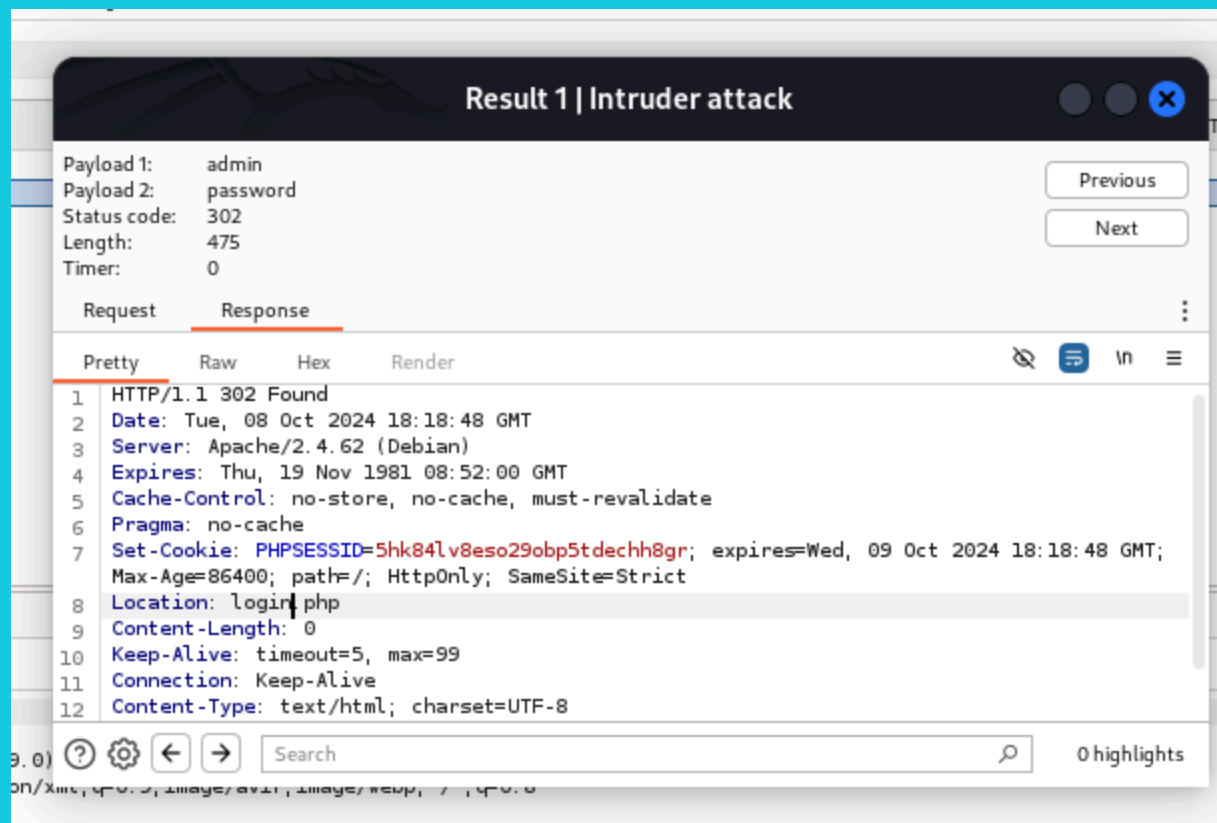 Result 1 | Intruder attack
Payload 1: admin
Payload 2: password
Status code: 302
Length: 475
Timer: 0
Previous
Next
Request Response
Pretty Raw Hex Render \n
1 HTTP/1.1 302 Found
2 Date: Tue, 08 Oct 2024 18:18:48 GMT
3 Server: Apache/2.4.62 (Debian)
4 Expires: Thu, 19 Nov 1981 08:52:00 GMT
5 Cache-Control: no-store, no-cache, must-revalidate
6 Pragma: no-cache
7 Set-Cookie: PHPSESSID=5hk84lv8eso29obp5tdechh8gr; expires=Wed, 09 Oct 2024 18:18:48 GMT;
Max-Age=86400; path=/; HttpOnly; SameSite=Strict
8 Location: login.php
9 Content-Length: 0
10 Keep-Alive: timeout=5, max=99
11 Connection: Keep-Alive
12 Content-Type: text/html; charset=UTF-8
Search 0 highlights
9.0)